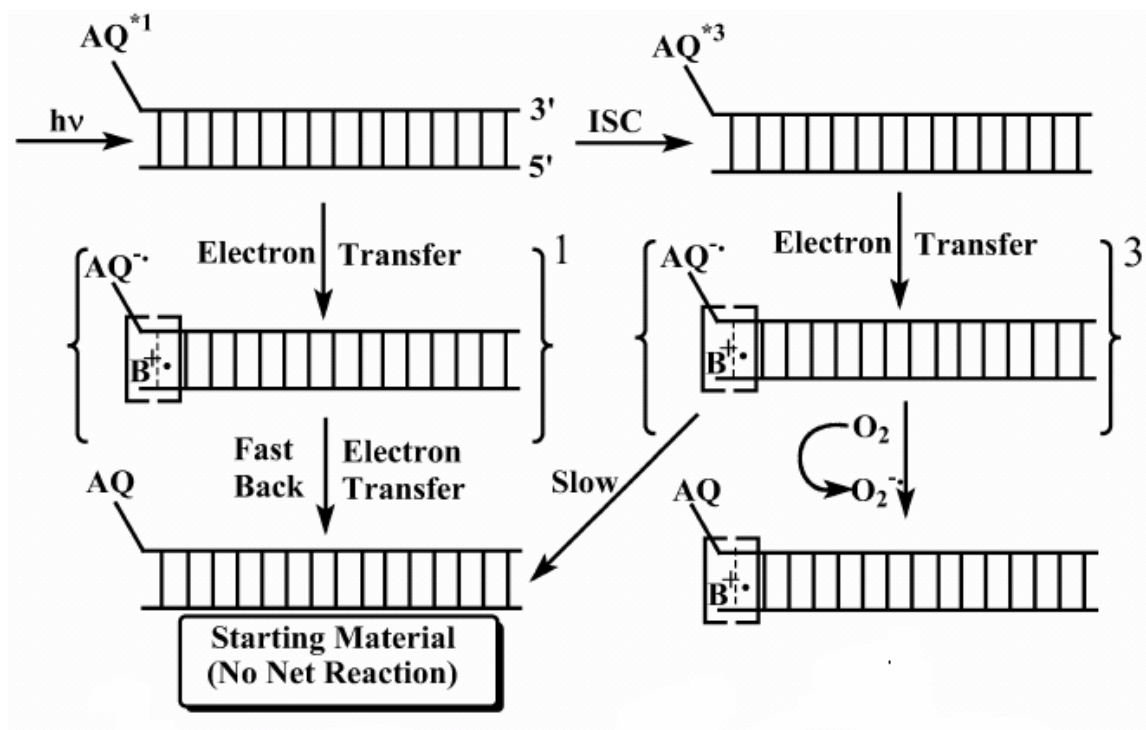 AQ*1
AQ*3
hν
3'
5'
ISC
Electron Transfer
1
AQ-·
B+·
Electron Transfer
3
AQ-·
B+·
Fast Back
Electron Transfer
Slow
O2
O2-·
AQ
AQ
B+·
Starting Material
(No Net Reaction)